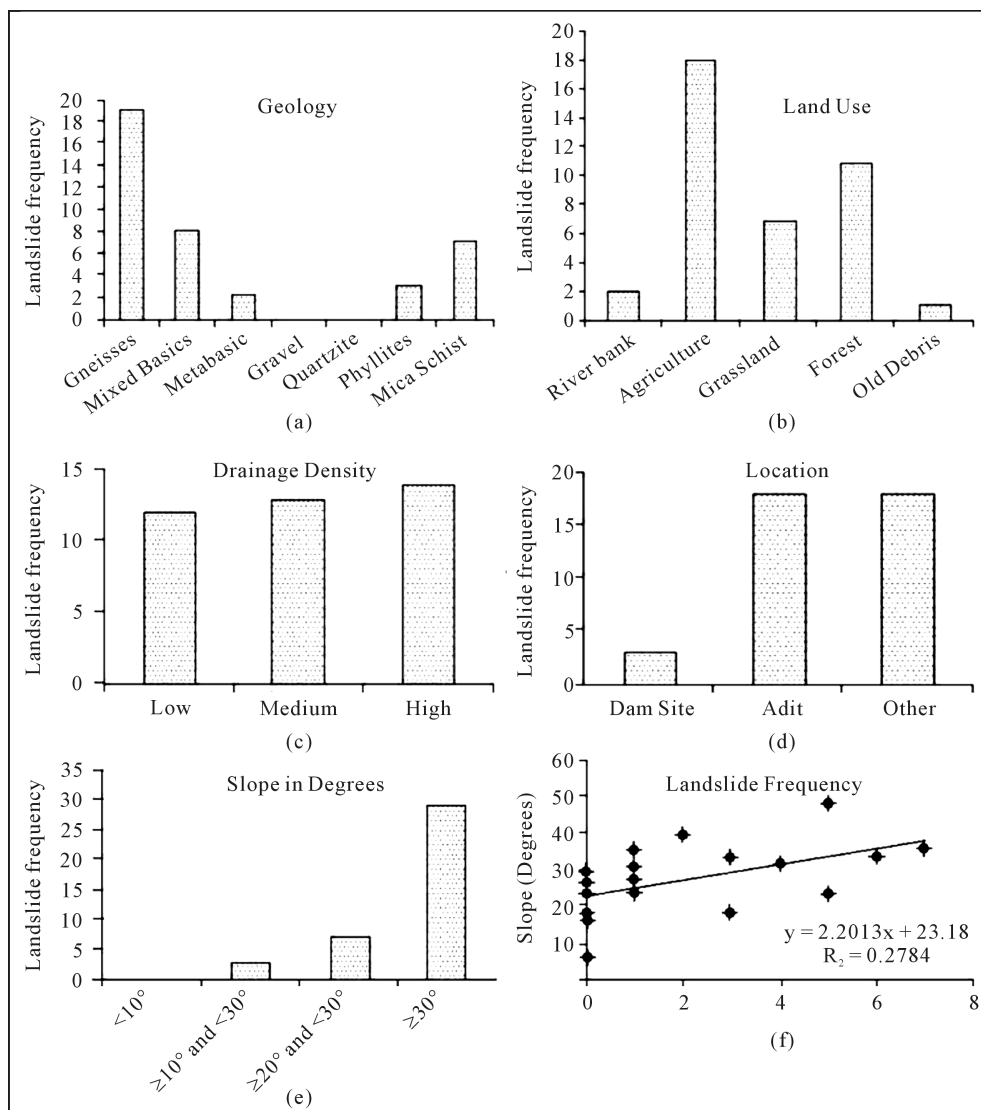 Geology
Landslide frequency
20
18
16
14
12
10
8
6
4
2
0
Gneisses
Mixed Basics
Metabasic
Gravel
Quartzite
Phyllites
Mica Schist
(a)
Land Use
Landslide frequency
20
18
16
14
12
10
8
6
4
2
0
River bank
Agriculture
Grassland
Forest
Old Debris
(b)
Drainage Density
Landslide frequency
15
10
5
0
Low Medium High
(c)
Location
Landslide frequency
20
15
10
5
0
Dam Site Adit Other
(d)
Slope in Degrees
Landslide frequency
35
30
25
20
15
10
5
0
<10°
≥10° and <30°
≥20° and <30°
≥30°
(e)
Landslide Frequency
Slope (Degrees)
60
50
40
30
20
10
y = 2.2013x + 23.18
R2 = 0.2784
0 2 4 6 8
(f)